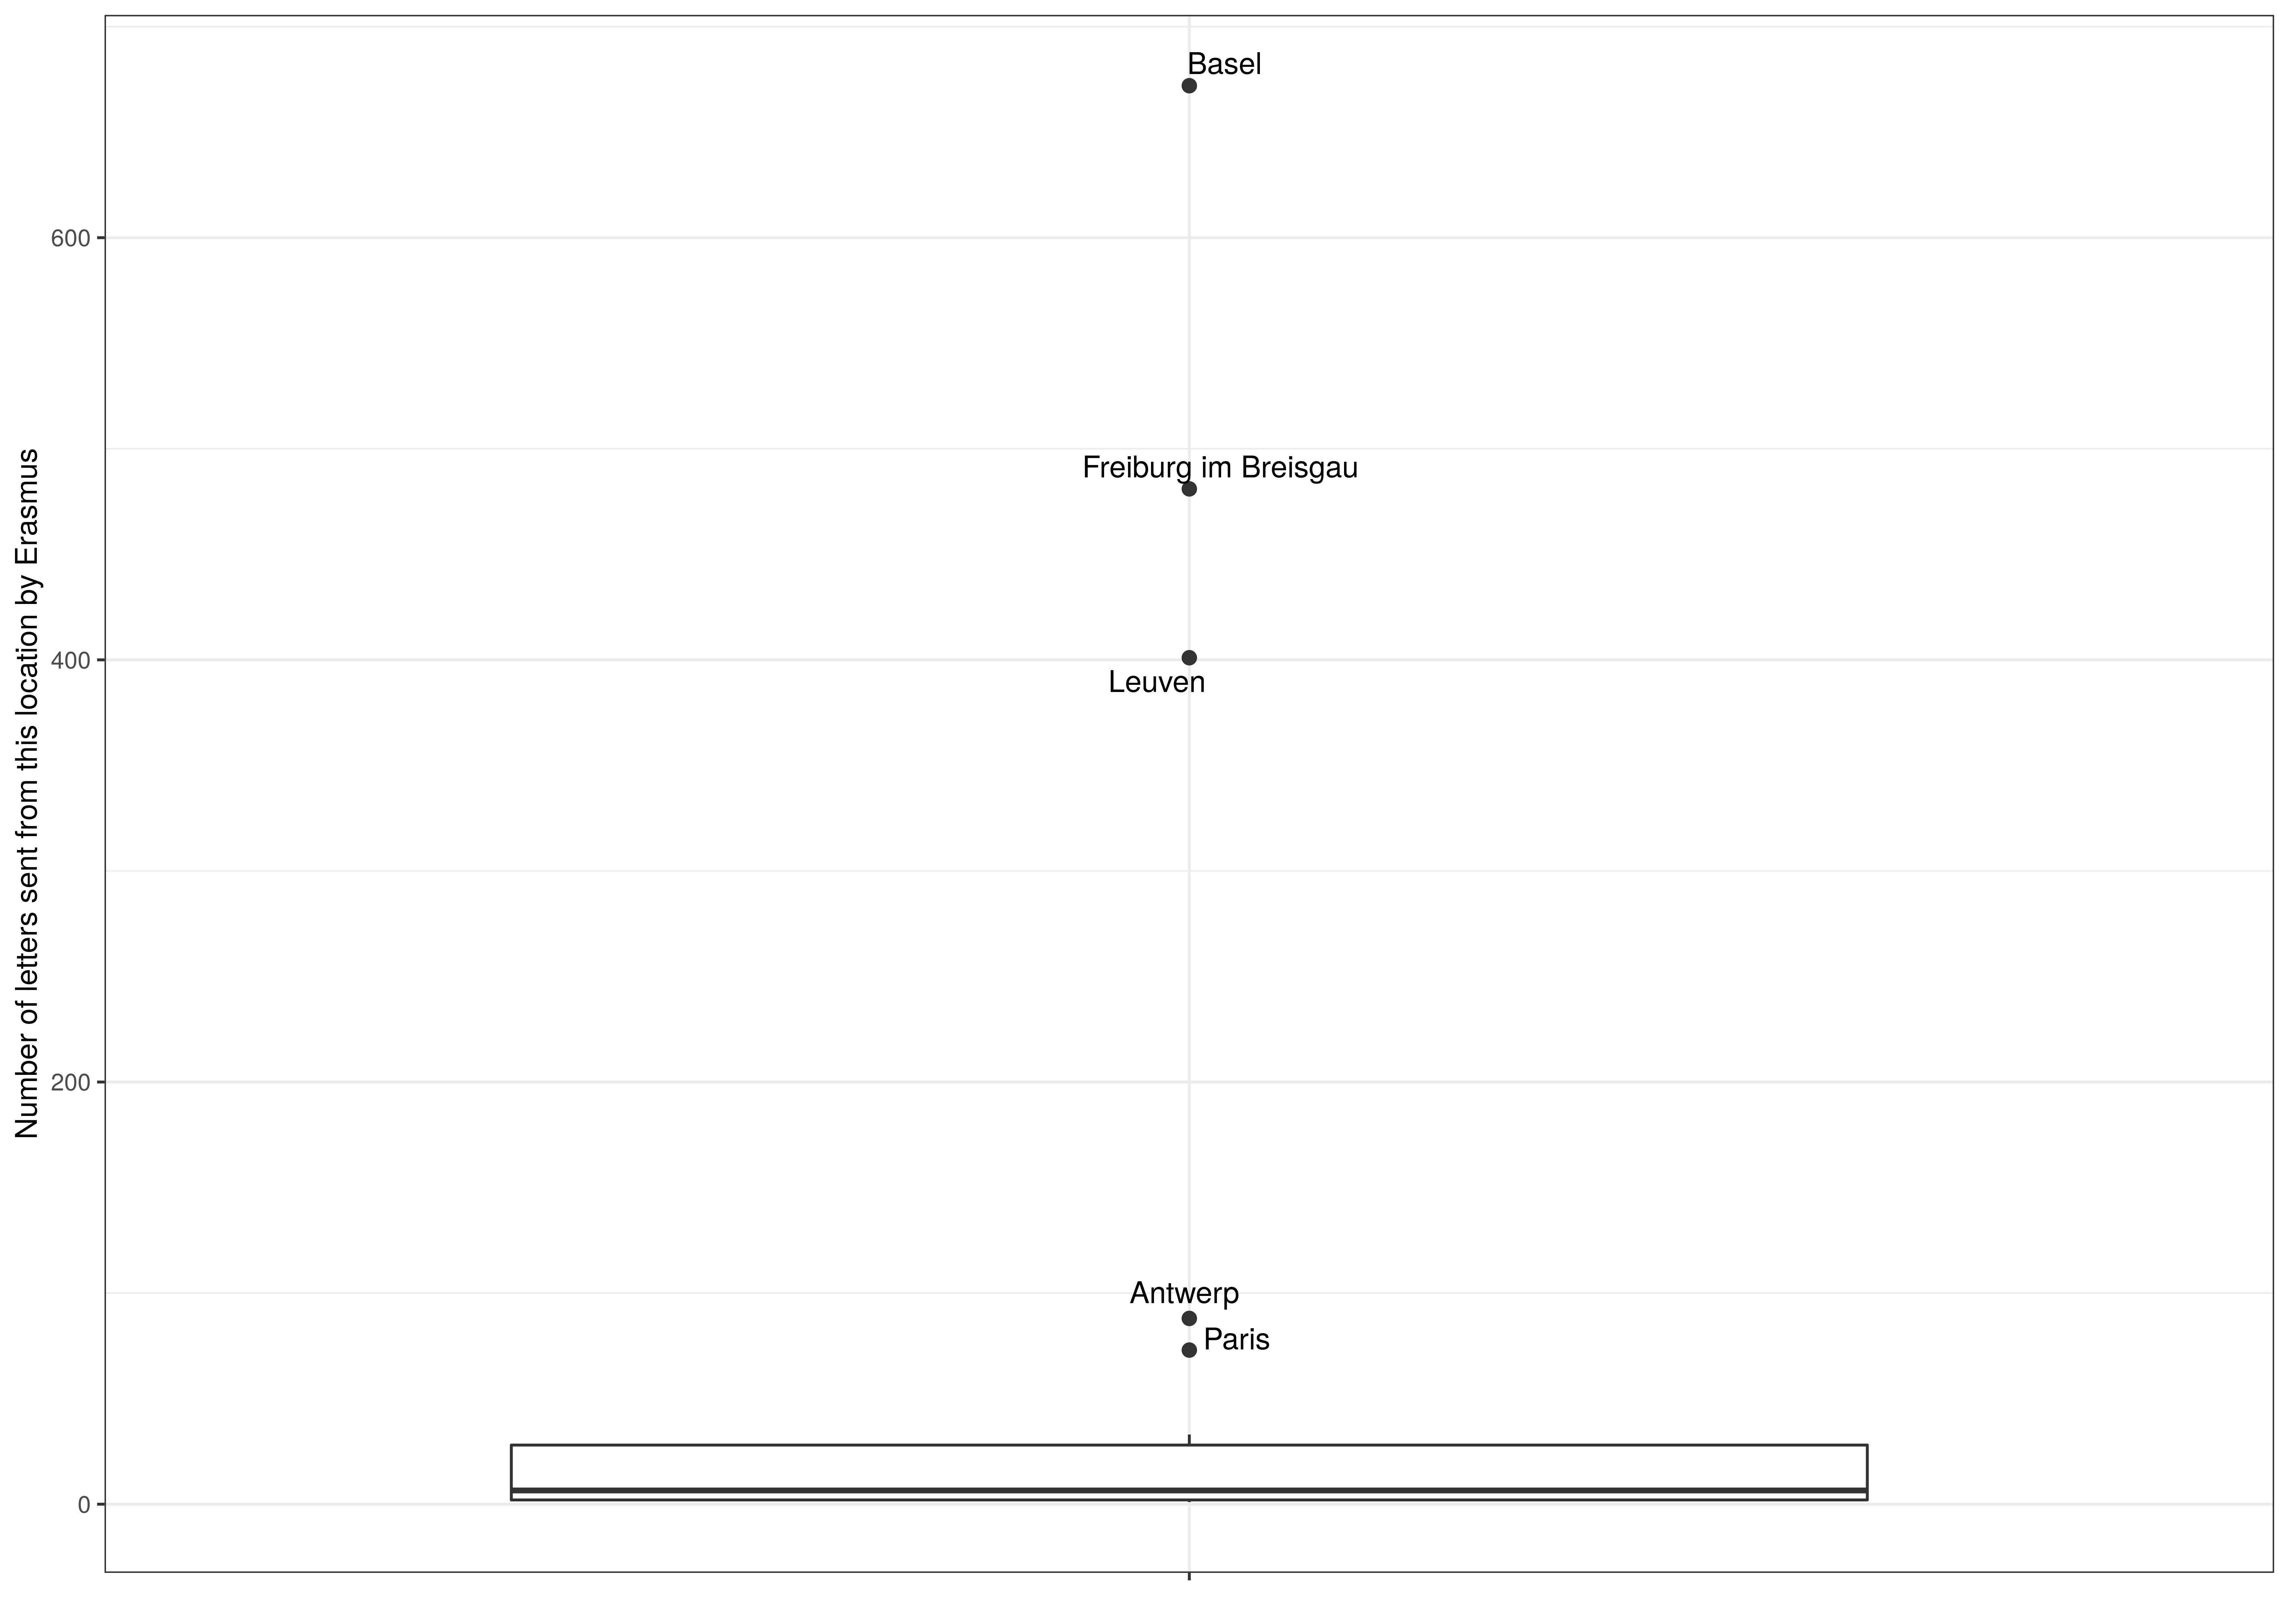 Number of letters sent from this location by Erasmus
600
400
200
0
Basel
Freiburg im Breisgau
Leuven
Antwerp
Paris